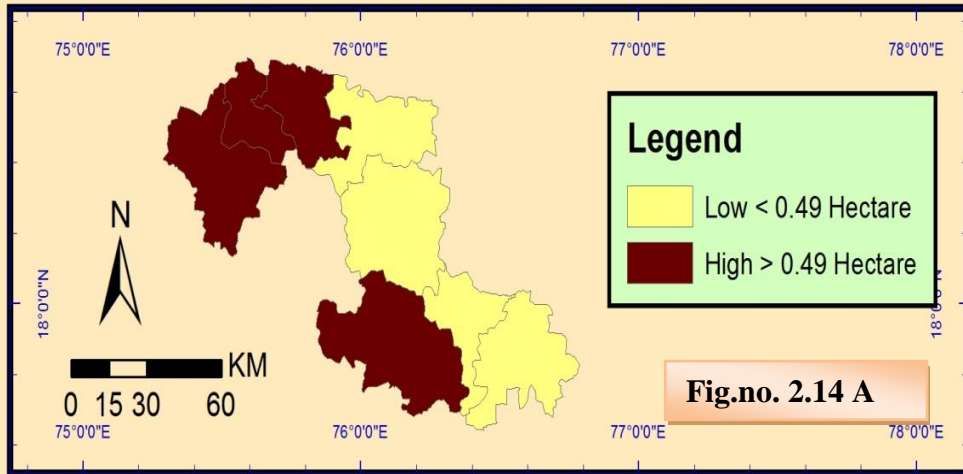 75°0'0"E 76°0'0"E 77°0'0"E 78°0'0"E
Legend
Low < 0.49 Hectare
High > 0.49 Hectare
N
18°0'0"N
18°0'0"N
KM
0 15 30 60
Fig.no. 2.14 A
75°0'0"E 76°0'0"E 77°0'0"E 78°0'0"E